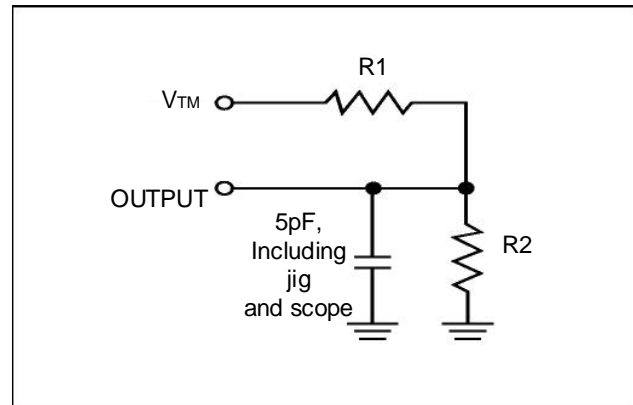 R1
VTM
OUTPUT
5pF,
Including
jig
and scope
R2